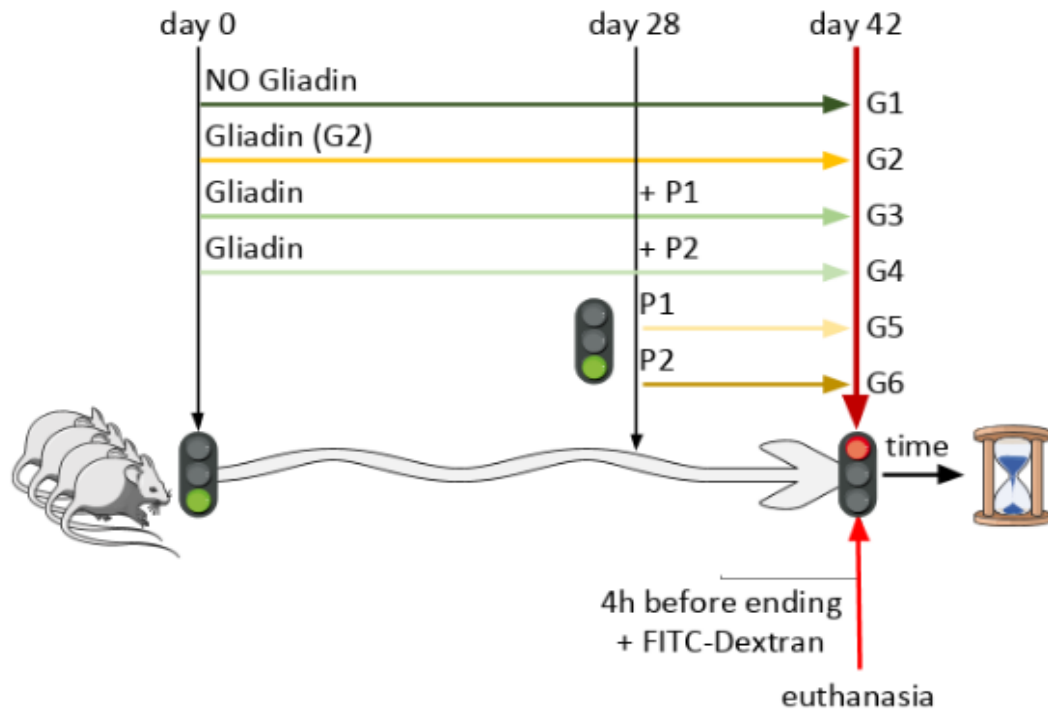 day 0 day 28 day 42
NO Gliadin G1
Gliadin (G2) G2
Gliadin + P1 G3
Gliadin + P2 G4
P1 G5
P2 G6
time
4h before ending
+ FITC-Dextran
euthanasia